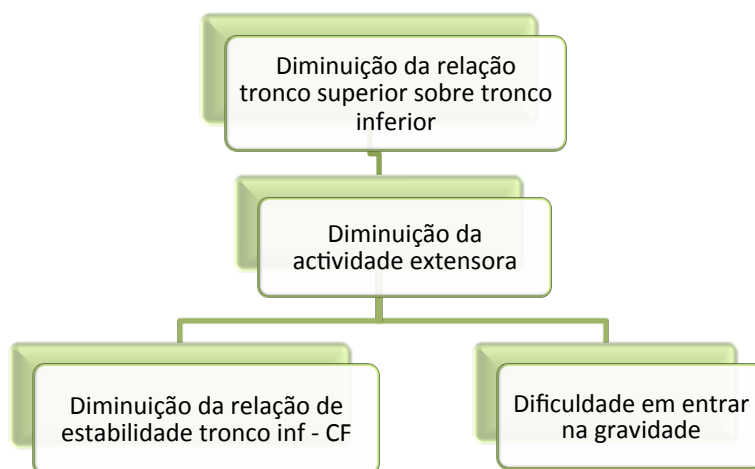 Diminuição da relação
tronco superior sobre tronco
inferior
Diminuição da
actividade extensora
Diminuição da relação de
estabilidade tronco inf - CF
Dificuldade em entrar
na gravidade